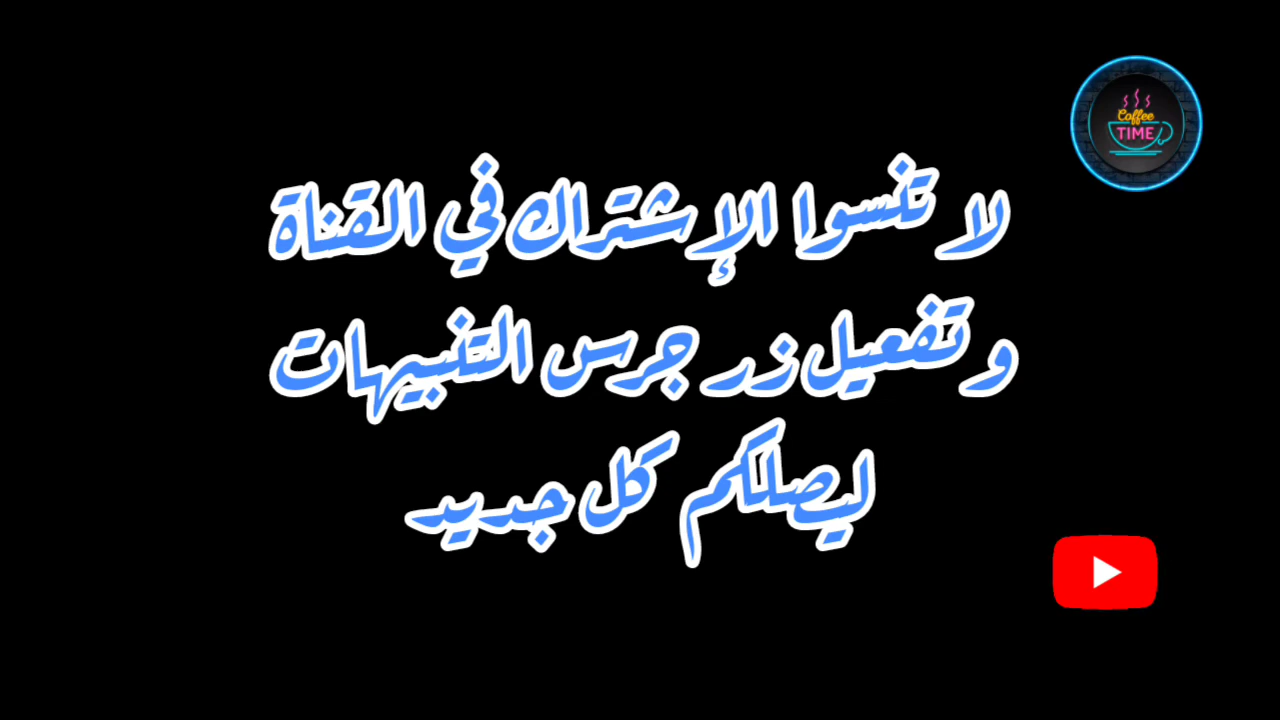 Coffee
TIME
لا تنسوا الإشتراك في القناة
و تفعيل زر جرس التنبيهات
ليصلكم كل جديد